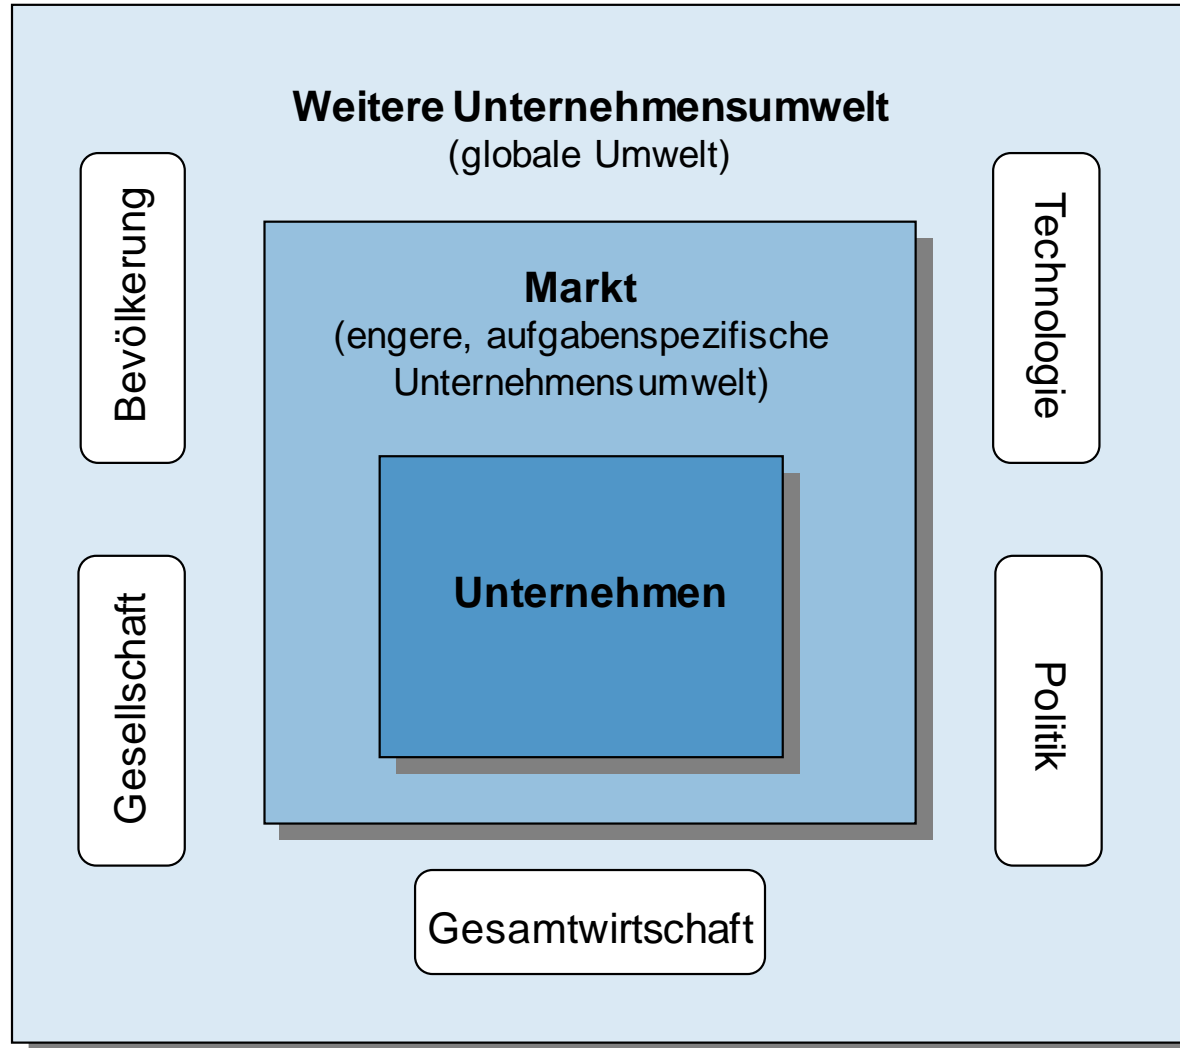 Weitere Unternehmensumwelt
(globale Umwelt)
Bevölkerung
Technologie
Markt
(engere, aufgabenspezifische
Unternehmensumwelt)
Unternehmen
Gesellschaft
Politik
Gesamtwirtschaft